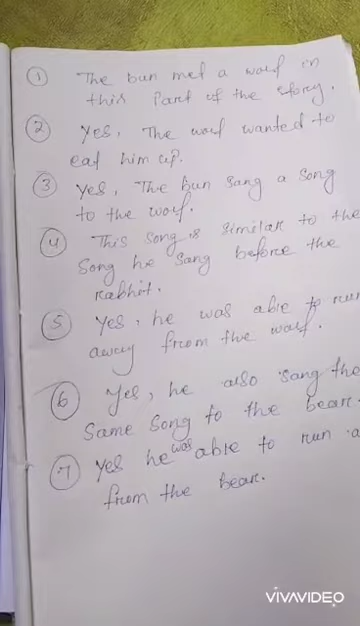 ① The bun met a wolf in
this part of the story.
② Yes, The wolf wanted to
eat him up.
③ Yes, The bun sang a song
to the wolf.
④ This song is similar to the
song he sang before the
rabbit.
⑤ Yes, he was able to run
away from the wolf.
⑥ Yes, he also sang the
same song to the bear.
⑦ Yes he was able to run a
from the bear.
VIVAVIDEO